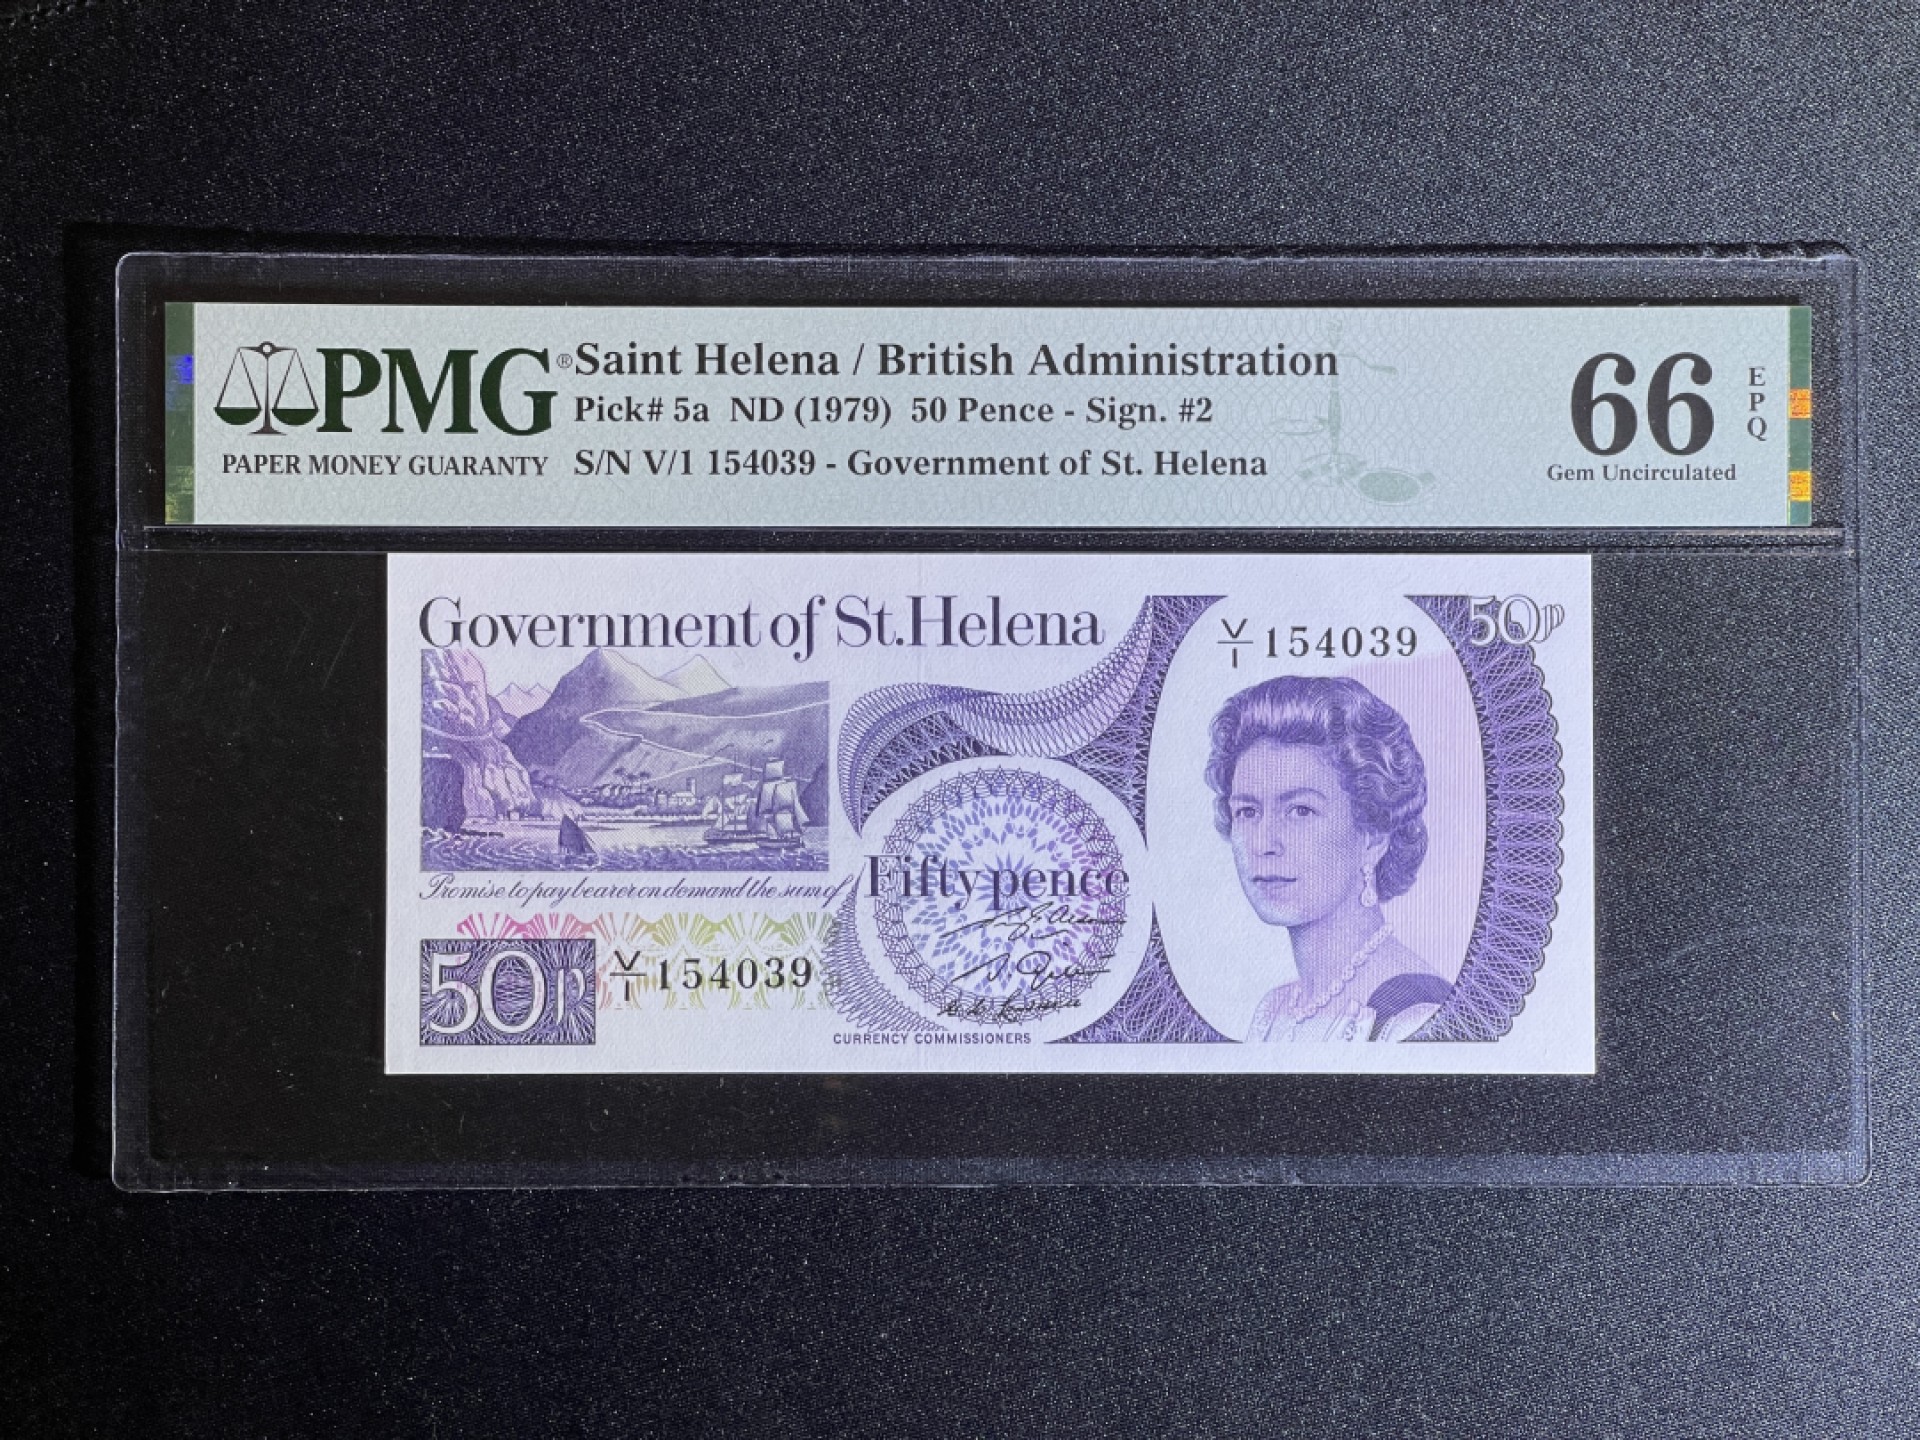 PMG®
PAPER MONEY GUARANTY
Saint Helena / British Administration
Pick# 5a ND (1979) 50 Pence - Sign. #2
S/N V/1 154039 - Government of St. Helena
66
EPQ
Gem Uncirculated
Government of St. Helena
V/1 154039
50p
Promise to pay bearer on demand the sum of
Fifty pence
50p
V/1 154039
CURRENCY COMMISSIONERS